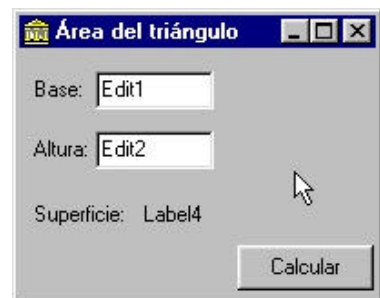 Área del triángulo
Base: Edit1
Altura: Edit2
Superficie: Label4
Calcular